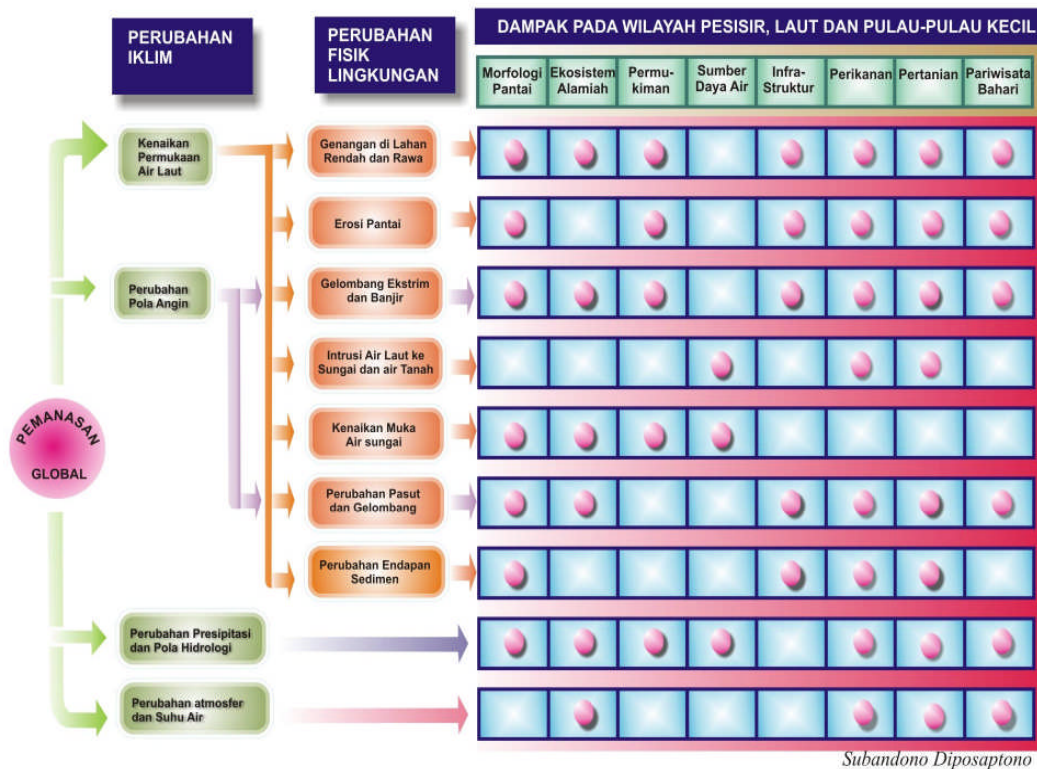 PERUBAHAN
IKLIM
PERUBAHAN
FISIK
LINGKUNGAN
DAMPAK PADA WILAYAH PESISIR, LAUT DAN PULAU-PULAU KECIL
Morfologi
Pantai
Ekosistem
Alamiah
Permu-
kiman
Sumber
Daya Air
Infra-
Struktur
Perikanan
Pertanian
Pariwisata
Bahari
Kenaikan
Permukaan
Air Laut
Genangan di Lahan
Rendah dan Rawa
Erosi Pantai
Perubahan
Pola Angin
Gelombang Ekstrim
dan Banjir
Intrusi Air Laut ke
Sungai dan air Tanah
PEMANASAN
GLOBAL
Kenaikan Muka
Air sungai
Perubahan Pasut
dan Gelombang
Perubahan Endapan
Sedimen
Perubahan Presipitasi
dan Pola Hidrologi
Perubahan atmosfer
dan Suhu Air
Subandono Diposaptono